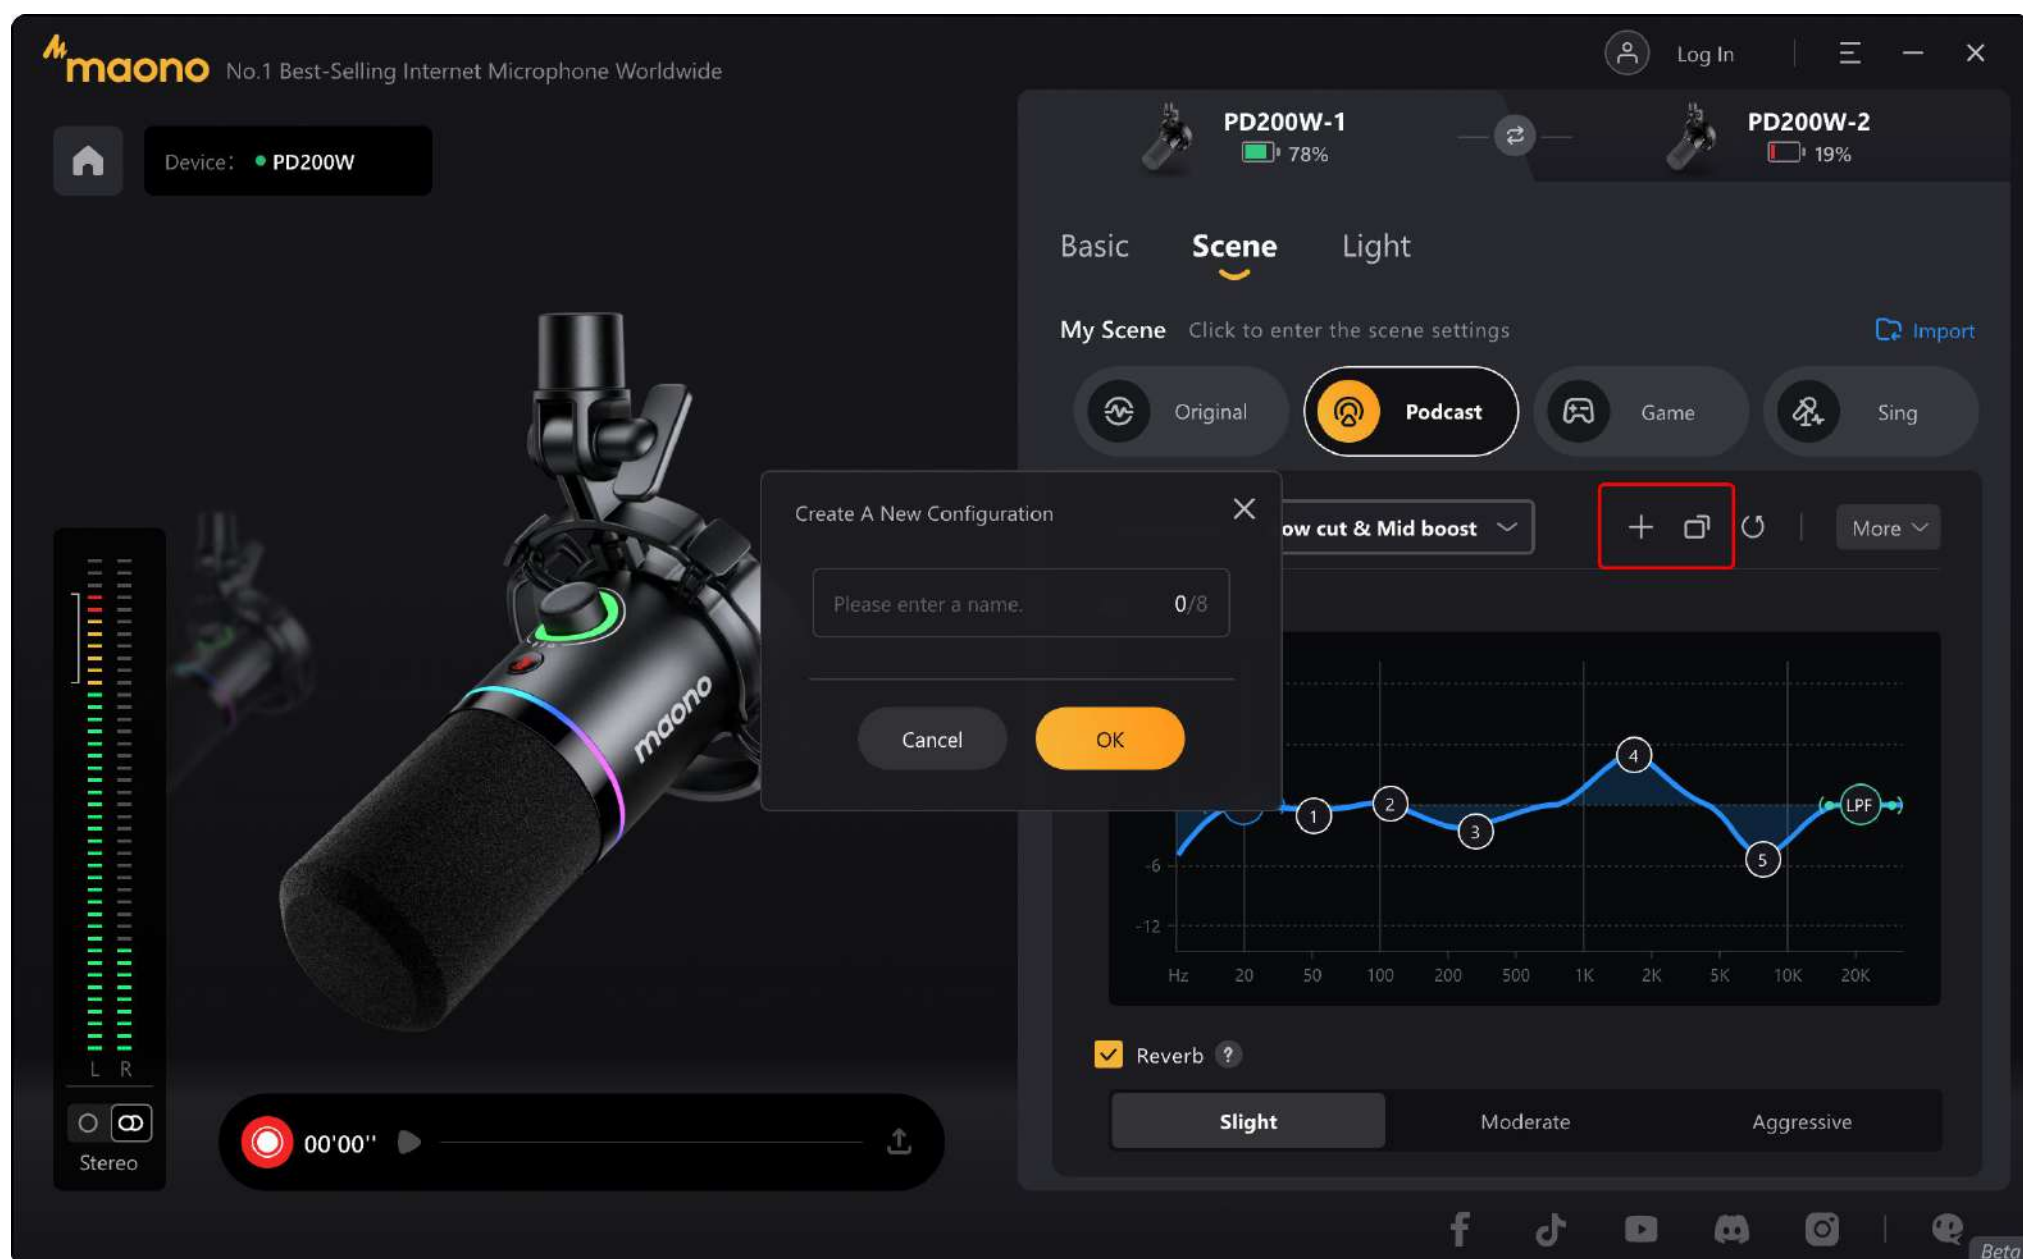 maono No.1 Best-Selling Internet Microphone Worldwide
Log In
Device: PD200W
PD200W-1
78%
PD200W-2
19%
Basic Scene Light
My Scene Click to enter the scene settings
Import
Original Podcast Game Sing
Create A New Configuration
ow cut & Mid boost
More
Please enter a name. 0/8
Cancel OK
maono
1 2 3 4 5 LPF
-6
-12
Hz 20 50 100 200 500 1K 2K 5K 10K 20K
L R
Stereo
Reverb ?
Slight Moderate Aggressive
00'00"
Beta